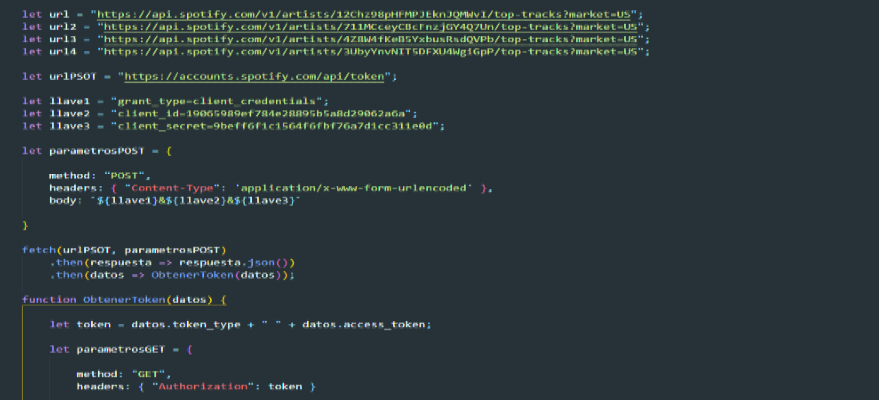 let url = "https://api.spotify.com/v1/artists/12Chz98pHFMPJEknJQMWvI/top-tracks?market=US";
let url2 = "https://api.spotify.com/v1/artists/711MCceyCBcFnzjGY4Q7Un/top-tracks?market=US";
let url3 = "https://api.spotify.com/v1/artists/4Z8W4fKeB5YxbusRsdQVPb/top-tracks?market=US";
let url4 = "https://api.spotify.com/v1/artists/3UbyYnvNIT5DFXU4WgiGpP/top-tracks?market=US";
let urlPSOT = "https://accounts.spotify.com/api/token";
let llave1 = "grant_type=client_credentials";
let llave2 = "client_id=";
let llave3 = "client_secret=";
let parametrosPOST = {
method: "POST",
headers: { "Content-Type": 'application/x-www-form-urlencoded' },
body: `${llave1}&${llave2}&${llave3}`
}
fetch(urlPSOT, parametrosPOST)
.then(respuesta => respuesta.json())
.then(datos => ObtenerToken(datos));
function ObtenerToken(datos) {
let token = datos.token_type + " " + datos.access_token;
let parametrosGET = {
method: "GET",
headers: { "Authorization": token }